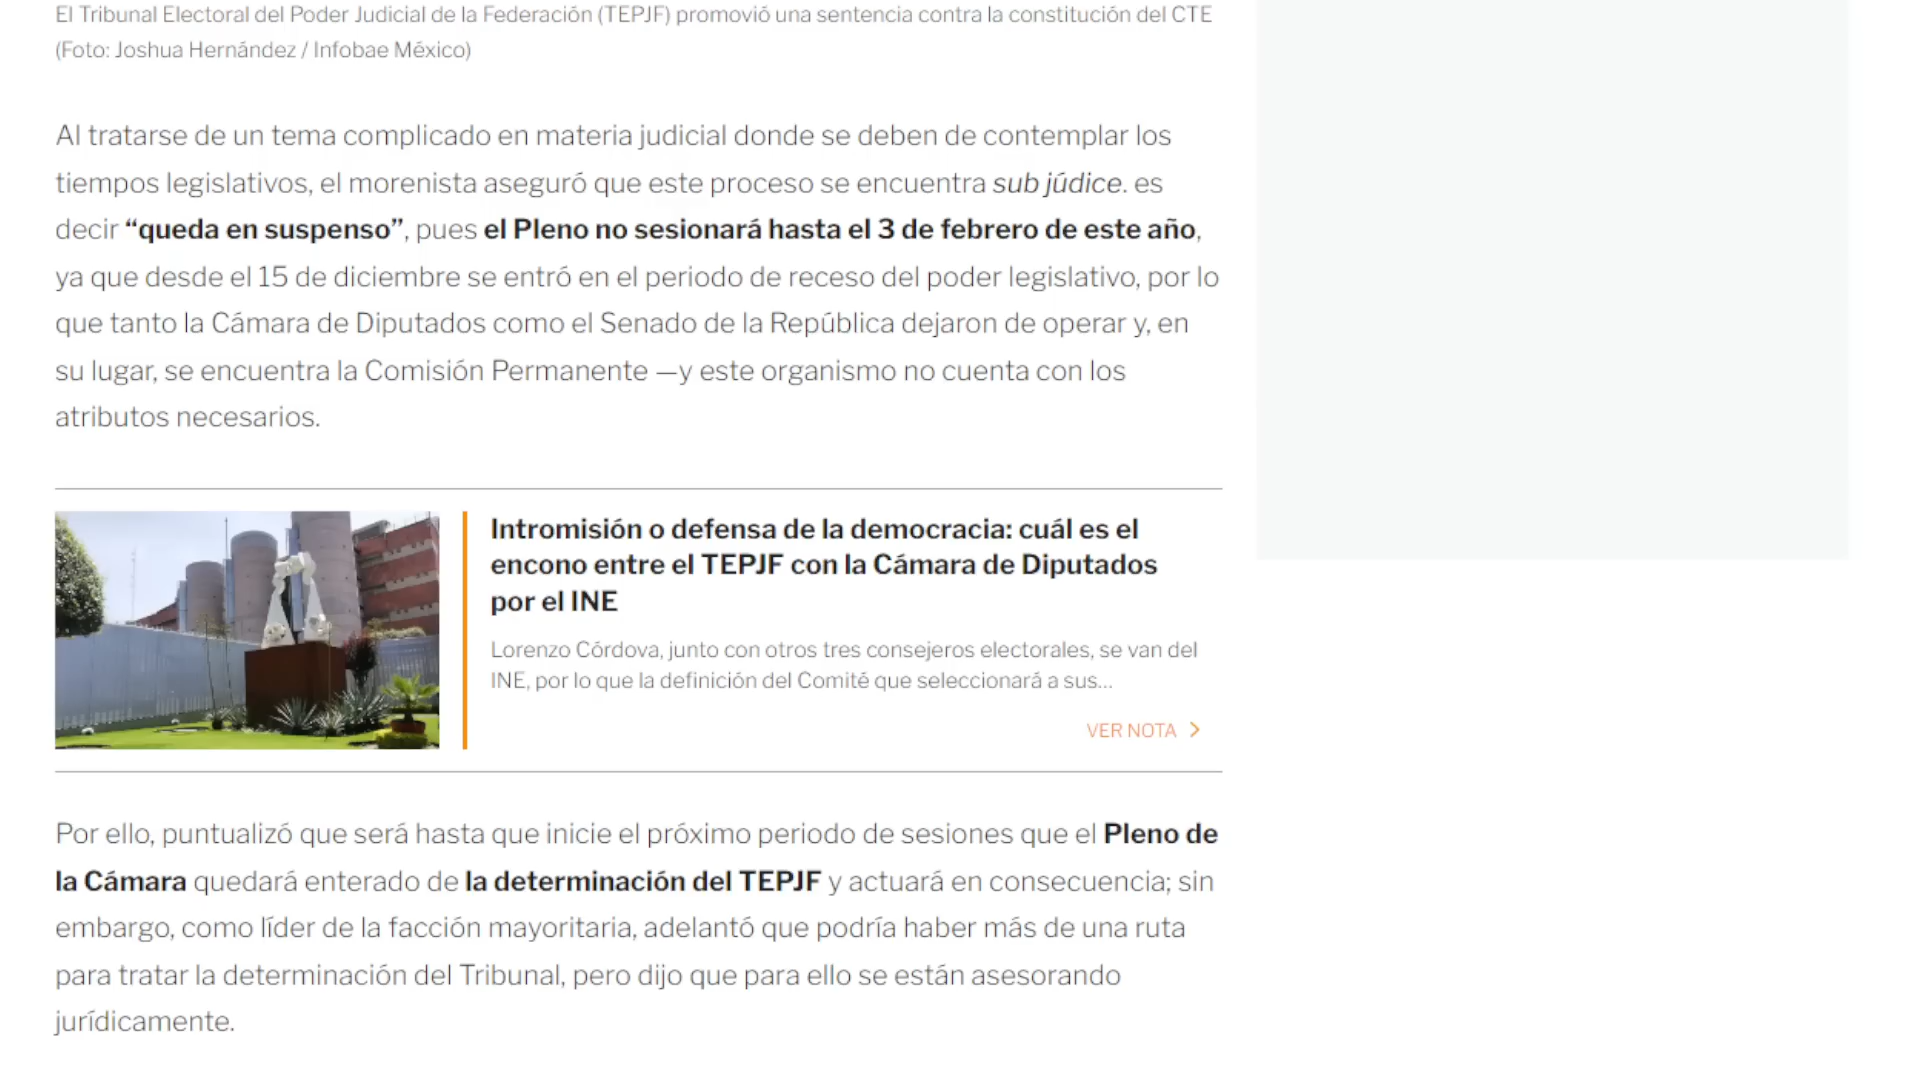 El Tribunal Electoral del Poder Judicial de la Federación (TEPJF) promovió una sentencia contra la constitución del CTE
(Foto: Joshua Hernández / Infobae México)
Al tratarse de un tema complicado en materia judicial donde se deben de contemplar los
tiempos legislativos, el morenista aseguró que este proceso se encuentra sub júdice. es
decir “queda en suspenso”, pues el Pleno no sesionará hasta el 3 de febrero de este año,
ya que desde el 15 de diciembre se entró en el periodo de receso del poder legislativo, por lo
que tanto la Cámara de Diputados como el Senado de la República dejaron de operar y, en
su lugar, se encuentra la Comisión Permanente —y este organismo no cuenta con los
atributos necesarios.
Intromisión o defensa de la democracia: cuál es el
encono entre el TEPJF con la Cámara de Diputados
por el INE
Lorenzo Córdova, junto con otros tres consejeros electorales, se van del
INE, por lo que la definición del Comité que seleccionará a sus...
VER NOTA >
Por ello, puntualizó que será hasta que inicie el próximo periodo de sesiones que el Pleno de
la Cámara quedará enterado de la determinación del TEPJF y actuará en consecuencia; sin
embargo, como líder de la facción mayoritaria, adelantó que podría haber más de una ruta
para tratar la determinación del Tribunal, pero dijo que para ello se están asesorando
jurídicamente.